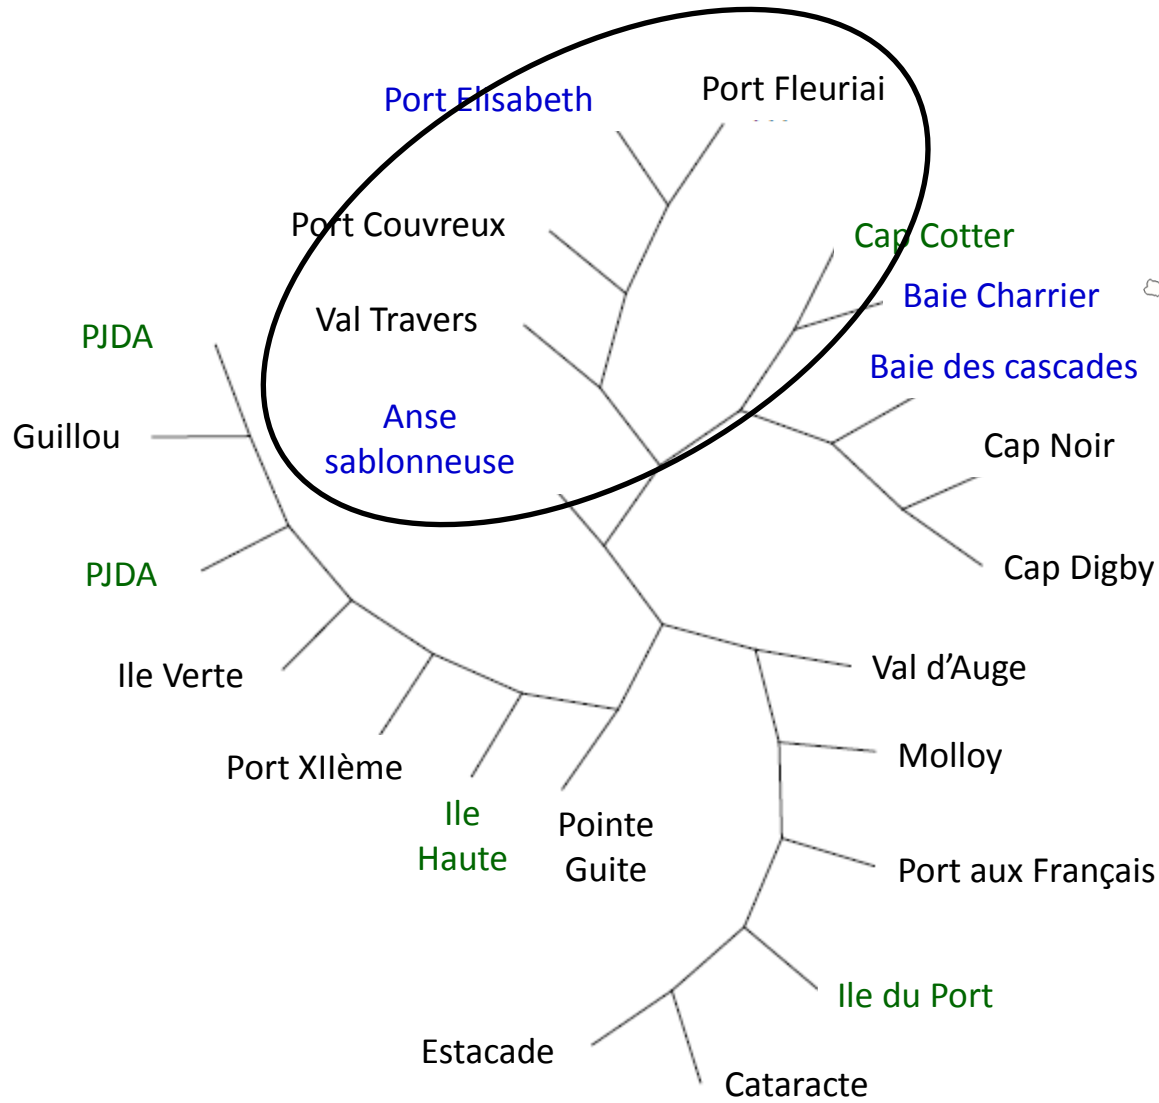 Port Fleuriai
Port Elisabeth
Port Couvreux
Cap Cotter
Baie Charrier
Val Travers
PJDA
Baie des cascades
Anse
sablonneuse
Guillou
Cap Noir
PJDA
Cap Digby
Ile Verte
Val d'Auge
Port XIIème
Molloy
Ile
Haute
Pointe
Guite
Port aux Français
Ile du Port
Estacade
Cataracte